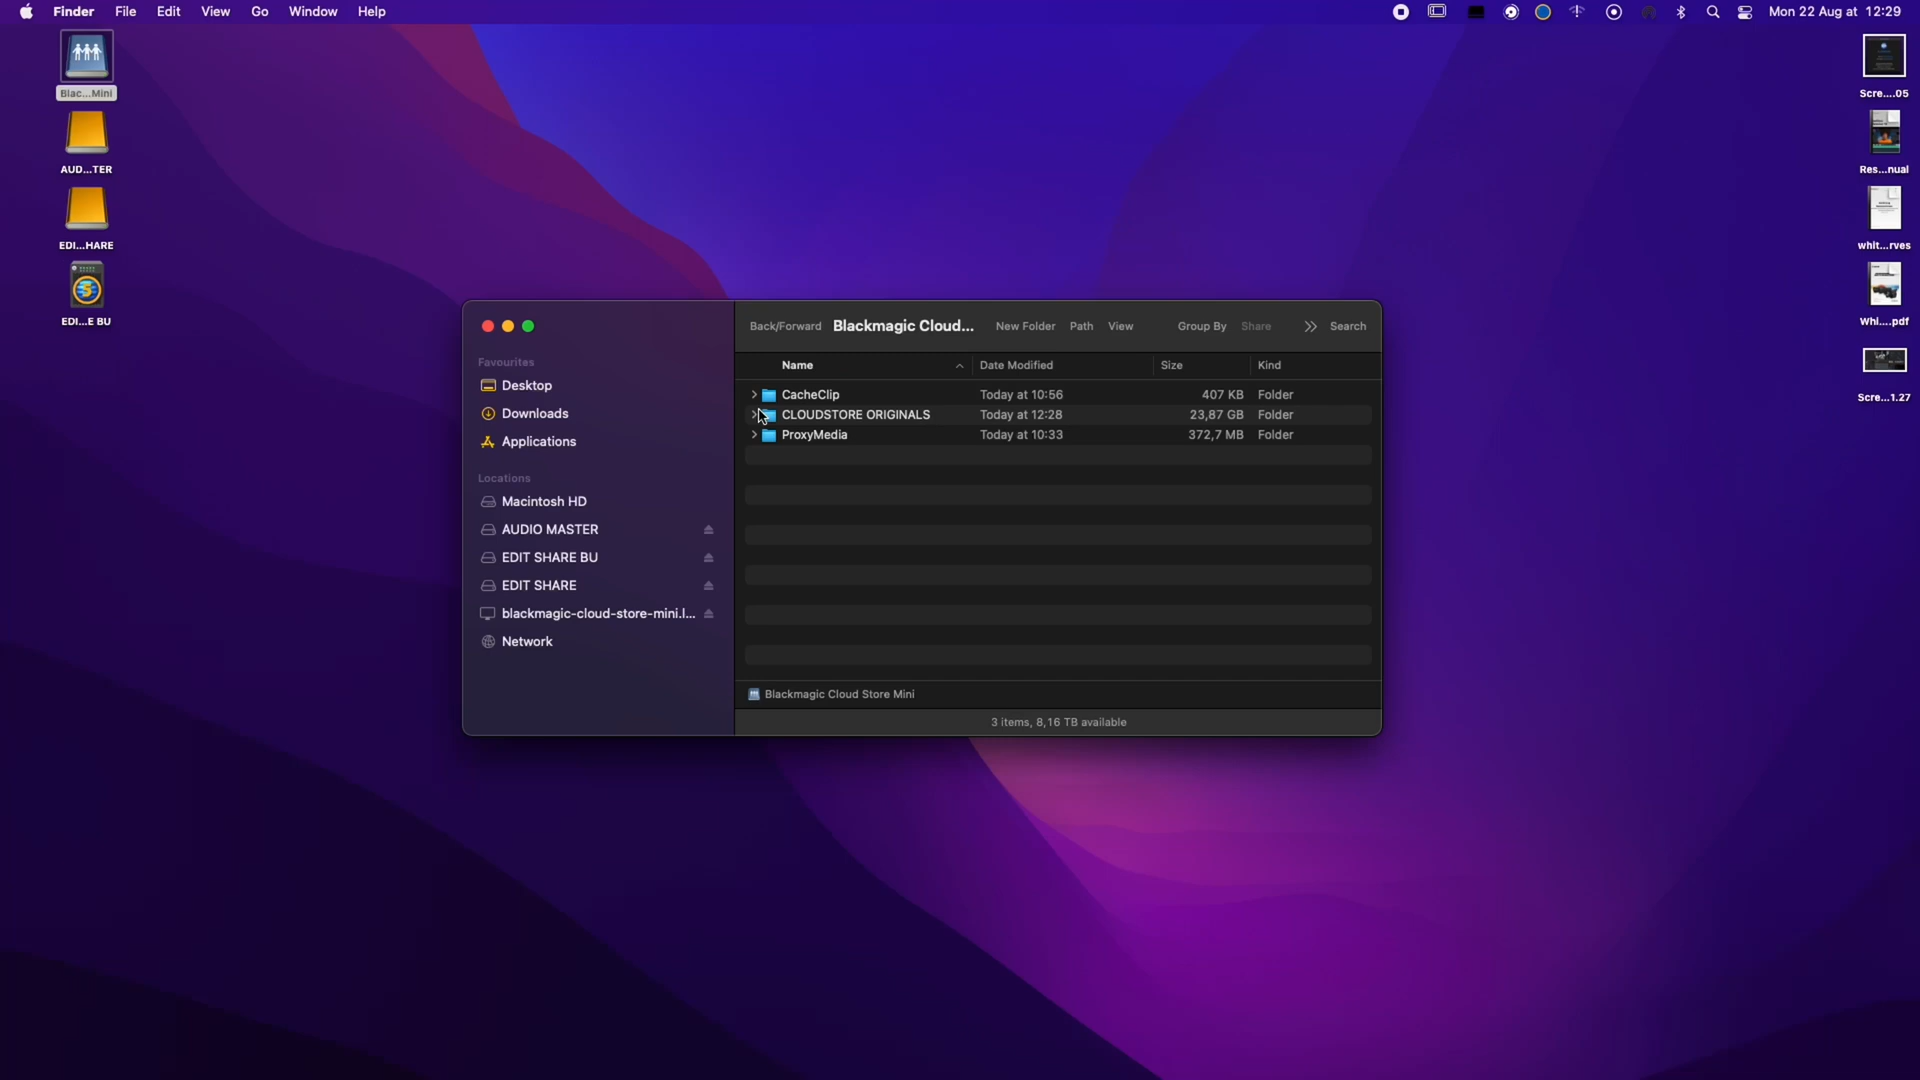 Finder File Edit View Go Window Help Mon 22 Aug at 12:29
Blac...Mini
AUD...TER
EDI...HARE
EDI...E BU
Scre....05
Res...nual
whit...rves
Whi....pdf
Scre...1.27
Back/Forward Blackmagic Cloud... New Folder Path View Group By Share Search
Favourites
Desktop
Downloads
Applications
Locations
Macintosh HD
AUDIO MASTER
EDIT SHARE BU
EDIT SHARE
blackmagic-cloud-store-mini.l...
Network
Name Date Modified Size Kind
CacheClip Today at 10:56 407 KB Folder
CLOUDSTORE ORIGINALS Today at 12:28 23,87 GB Folder
ProxyMedia Today at 10:33 372,7 MB Folder
Blackmagic Cloud Store Mini
3 items, 8,16 TB available